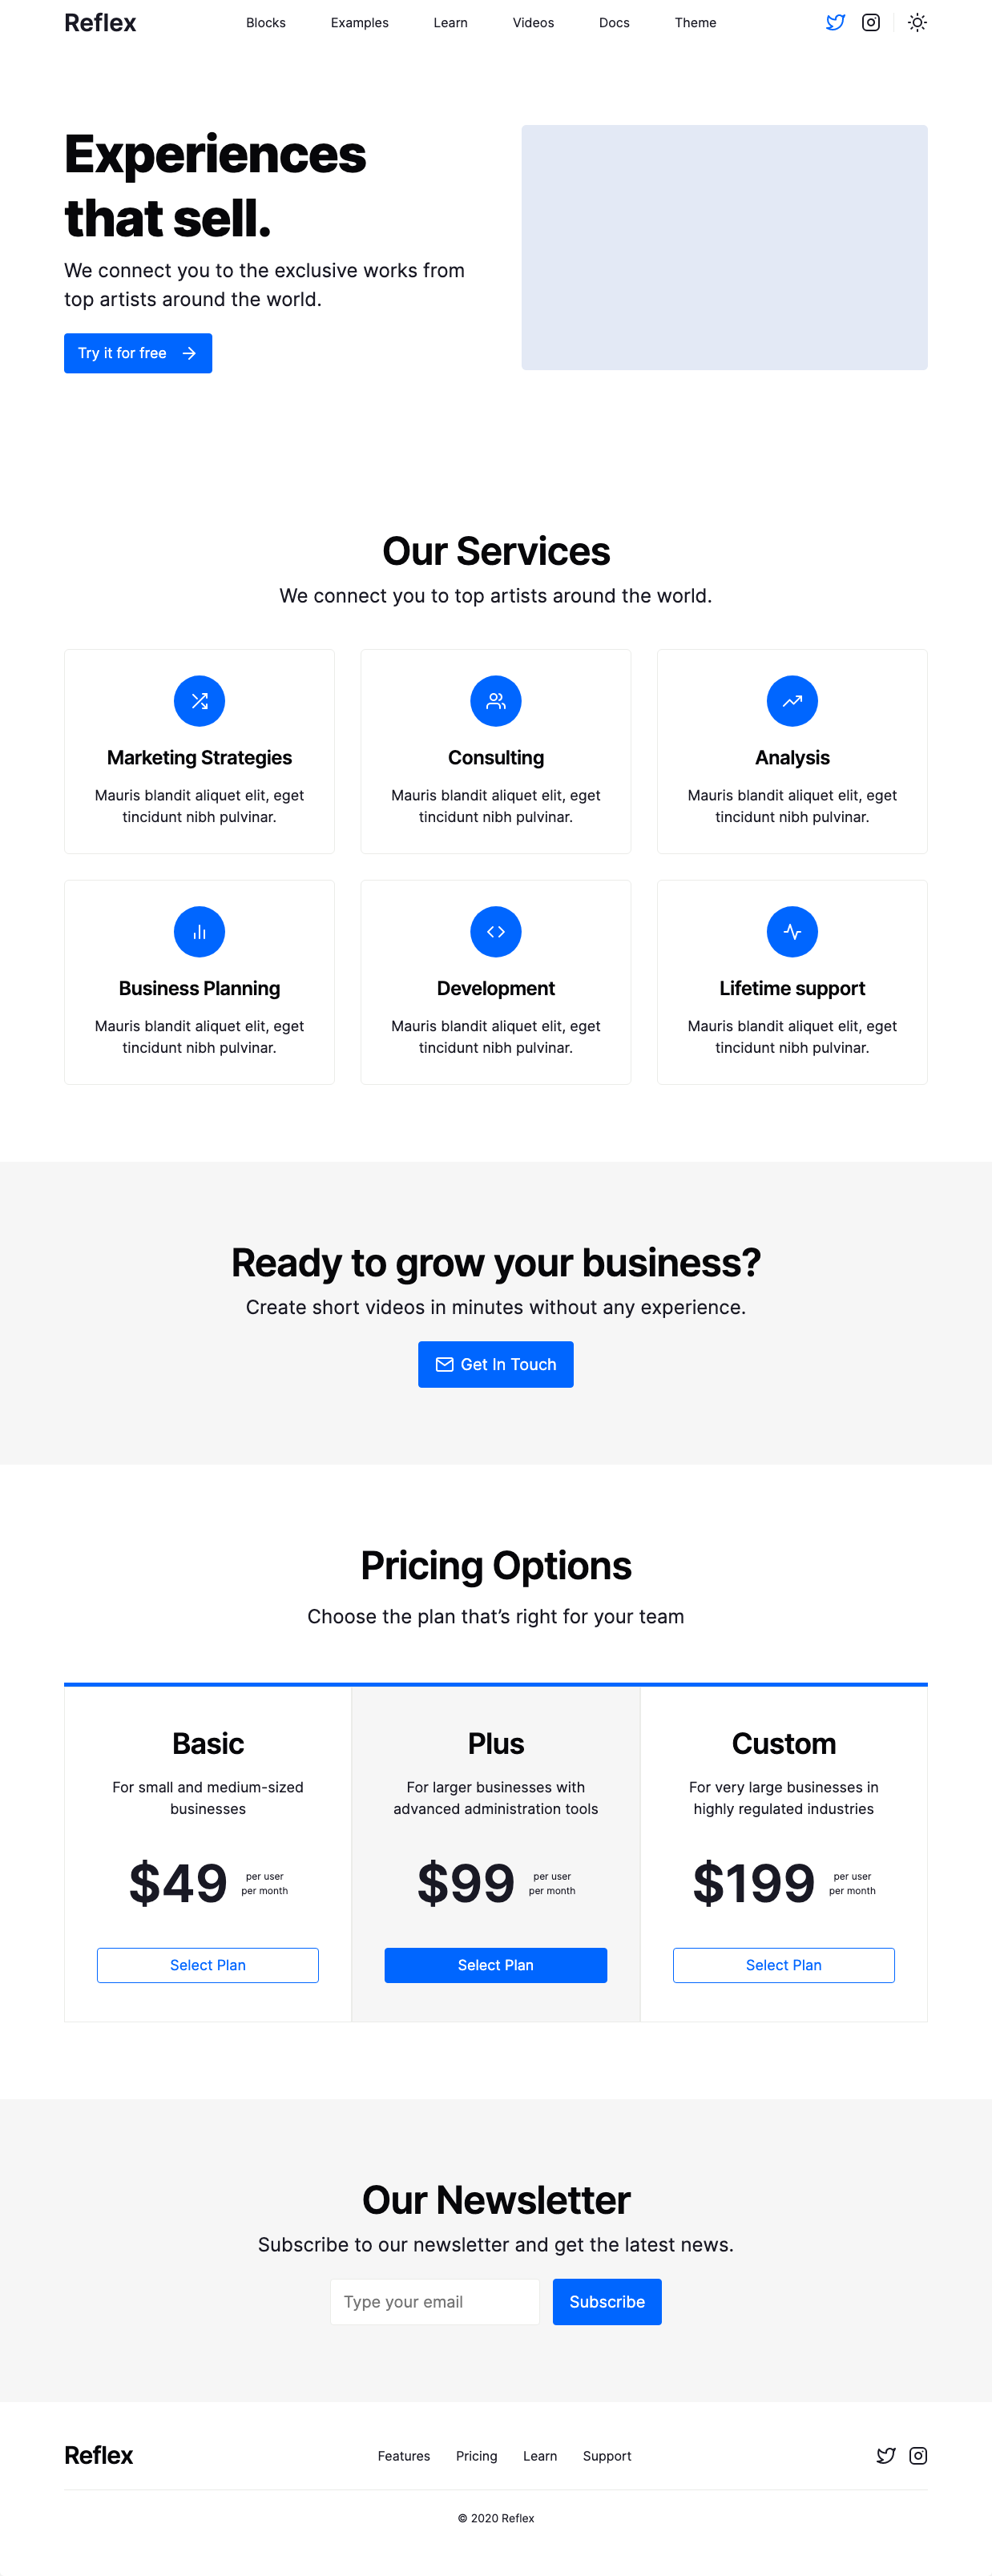 Reflex
Blocks
Examples
Learn
Videos
Docs
Theme
Experiences
that sell.
We connect you to the exclusive works from
top artists around the world.
Try it for free
Our Services
We connect you to top artists around the world.
Marketing Strategies
Mauris blandit aliquet elit, eget
tincidunt nibh pulvinar.
Consulting
Mauris blandit aliquet elit, eget
tincidunt nibh pulvinar.
Analysis
Mauris blandit aliquet elit, eget
tincidunt nibh pulvinar.
Business Planning
Mauris blandit aliquet elit, eget
tincidunt nibh pulvinar.
Development
Mauris blandit aliquet elit, eget
tincidunt nibh pulvinar.
Lifetime support
Mauris blandit aliquet elit, eget
tincidunt nibh pulvinar.
Ready to grow your business?
Create short videos in minutes without any experience.
Get In Touch
Pricing Options
Choose the plan that’s right for your team
Basic
For small and medium-sized
businesses
$49
per user
per month
Select Plan
Plus
For larger businesses with
advanced administration tools
$99
per user
per month
Select Plan
Custom
For very large businesses in
highly regulated industries
$199
per user
per month
Select Plan
Our Newsletter
Subscribe to our newsletter and get the latest news.
Type your email
Subscribe
Reflex
Features
Pricing
Learn
Support
© 2020 Reflex